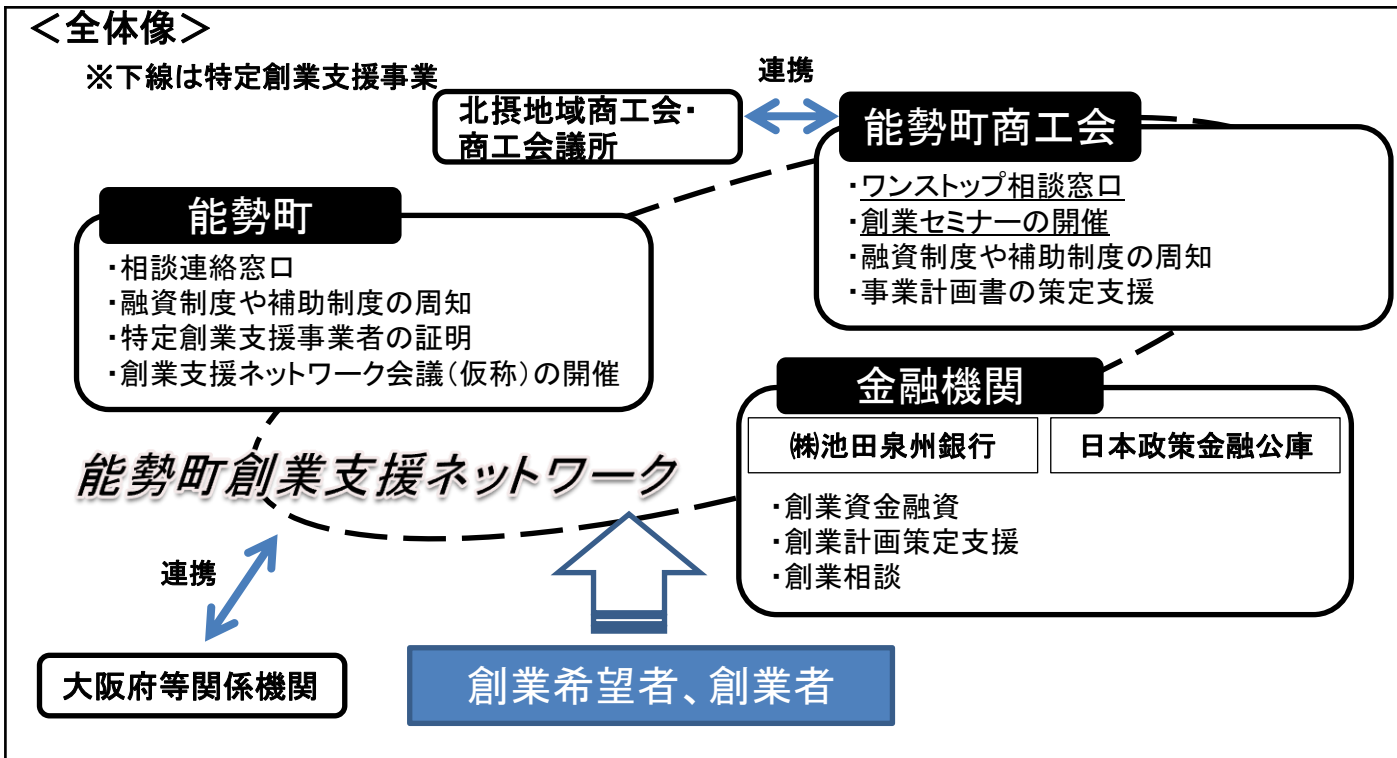 ＜全体像＞
※下線は特定創業支援事業
連携
北摂地域商工会・
商工会議所
能勢町商工会
・ワンストップ相談窓口
・創業セミナーの開催
・融資制度や補助制度の周知
・事業計画書の策定支援
能勢町
・相談連絡窓口
・融資制度や補助制度の周知
・特定創業支援事業者の証明
・創業支援ネットワーク会議（仮称）の開催
金融機関
㈱池田泉州銀行
日本政策金融公庫
・創業資金融資
・創業計画策定支援
・創業相談
能勢町創業支援ネットワーク
連携
大阪府等関係機関
創業希望者、創業者